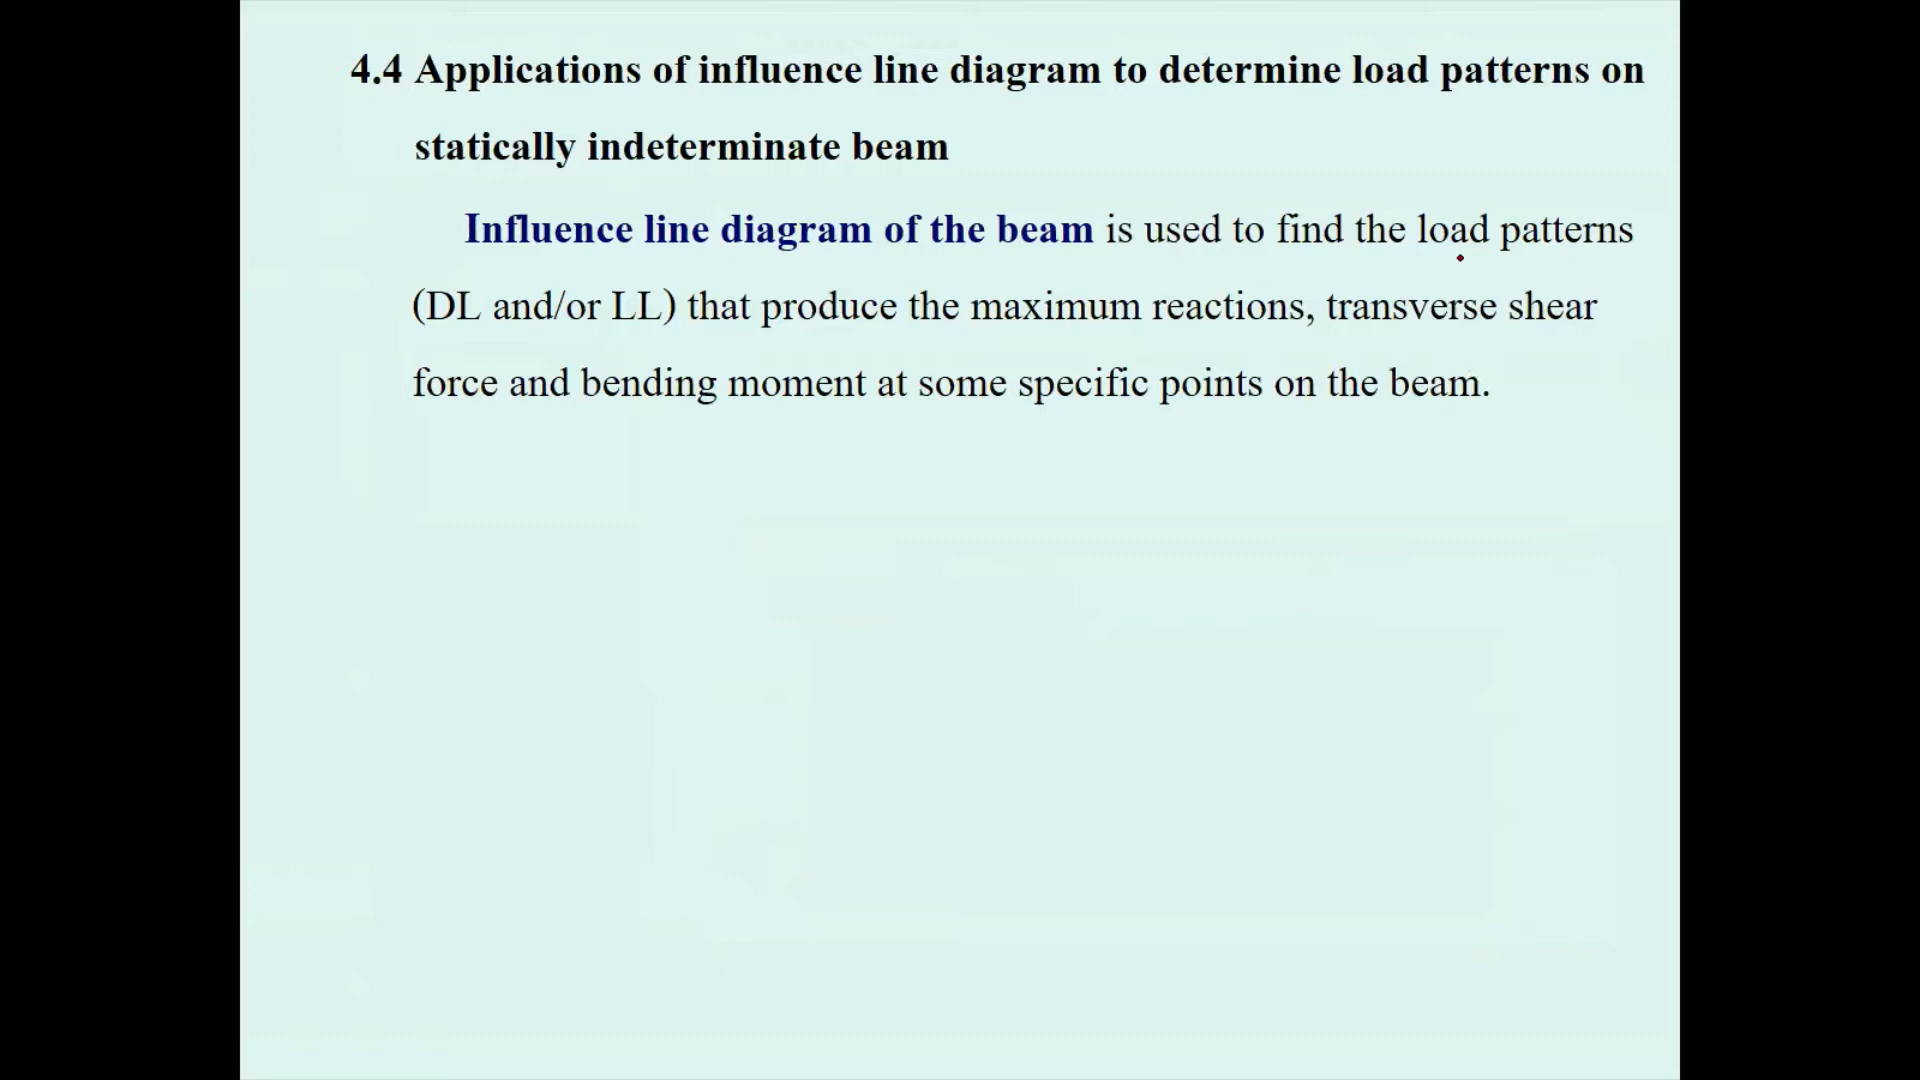 4.4 Applications of influence line diagram to determine load patterns on
statically indeterminate beam
Influence line diagram of the beam is used to find the load patterns
(DL and/or LL) that produce the maximum reactions, transverse shear
force and bending moment at some specific points on the beam.